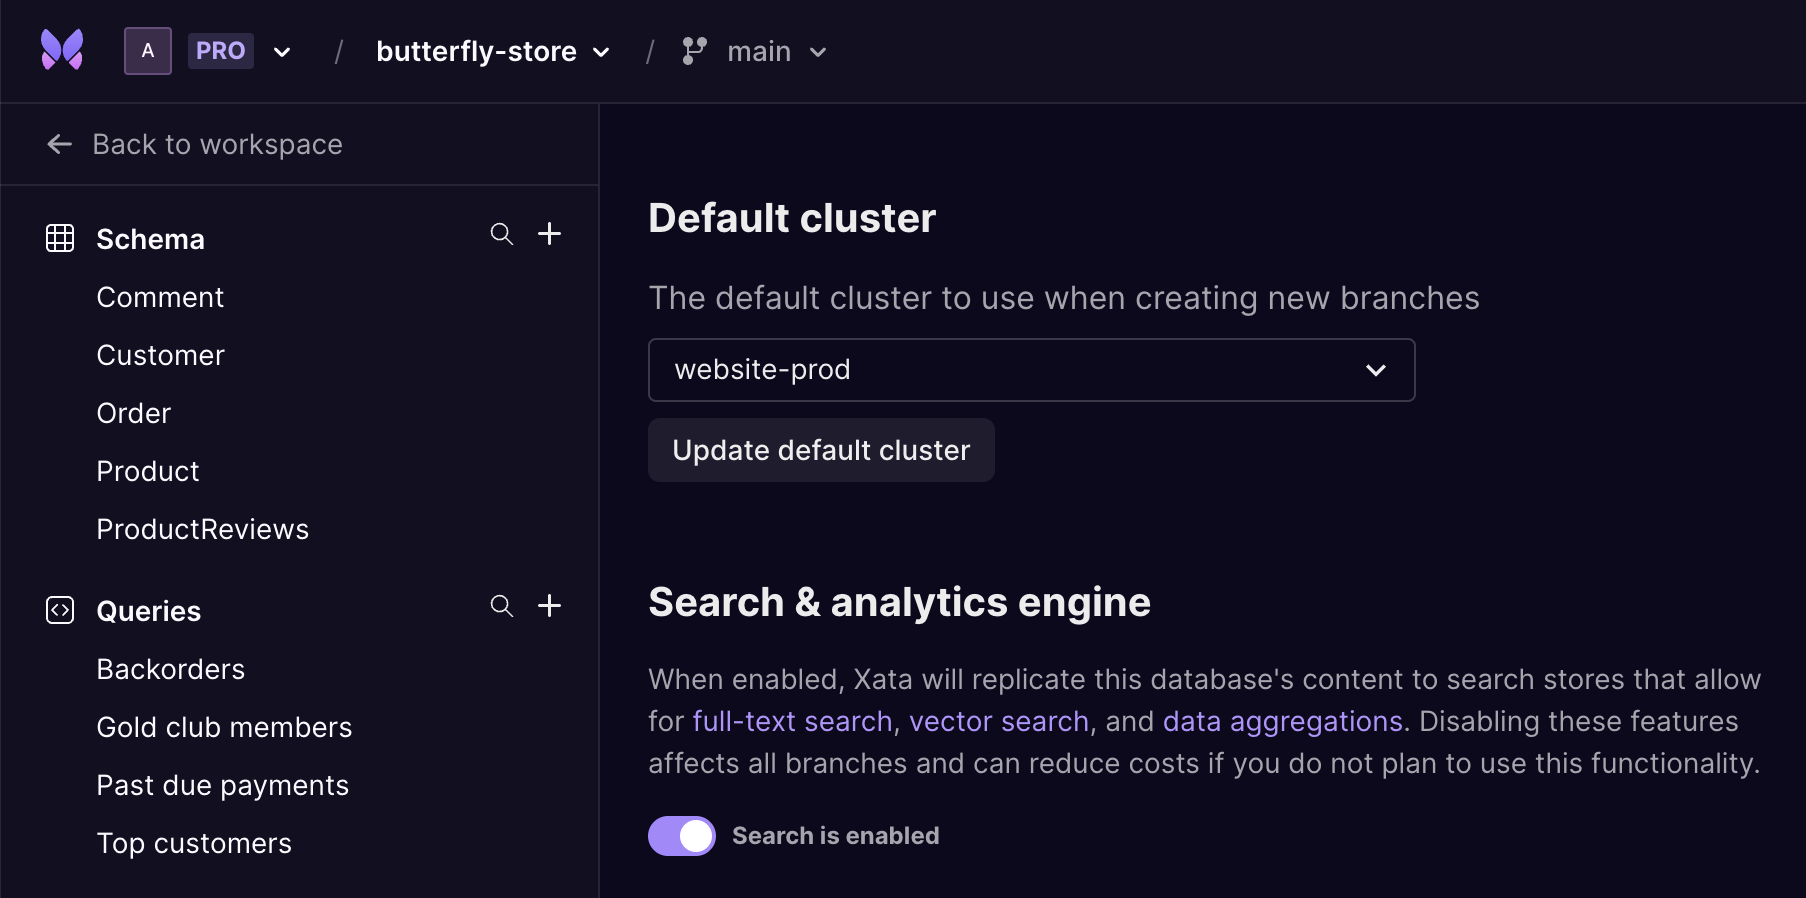 A PRO / butterfly-store / main
Back to workspace
Schema
Comment
Customer
Order
Product
ProductReviews
Queries
Backorders
Gold club members
Past due payments
Top customers
Default cluster
The default cluster to use when creating new branches
website-prod
Update default cluster
Search & analytics engine
When enabled, Xata will replicate this database's content to search stores that allow
for full-text search, vector search, and data aggregations. Disabling these features
affects all branches and can reduce costs if you do not plan to use this functionality.
Search is enabled